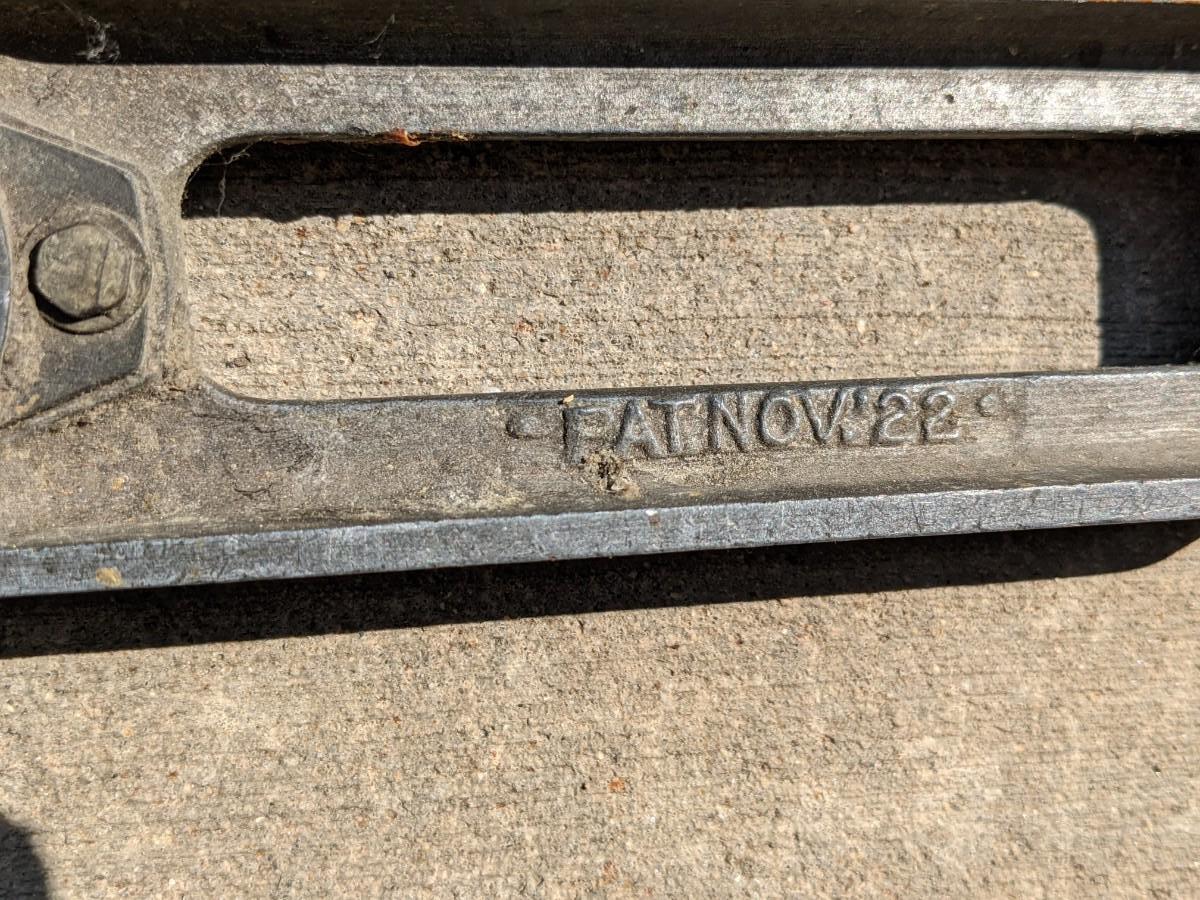 · PAT NOV. '22 ·